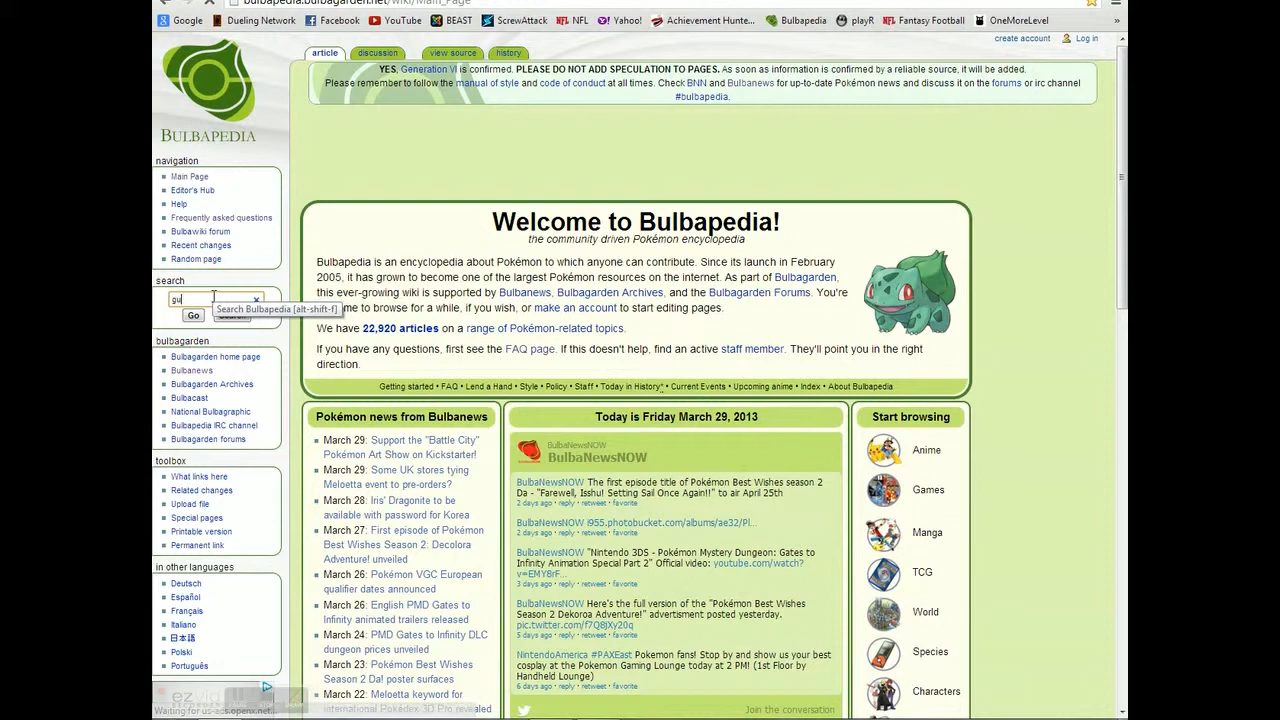 bulbapedia.bulbagarden.net/wiki/Main_Page
Google Dueling Network Facebook YouTube BEAST ScrewAttack NFL Yahoo! Achievement Hunte... Bulbapedia playR NFL Fantasy Football OneMoreLevel »
create account Log in
article discussion view source history
YES, Generation VI is confirmed. PLEASE DO NOT ADD SPECULATION TO PAGES. As soon as information is confirmed by a reliable source, it will be added.
Please remember to follow the manual of style and code of conduct at all times. Check BNN and Bulbanews for up-to-date Pokémon news and discuss it on the forums or irc channel
#bulbapedia.
BULBAPEDIA
navigation
Main Page
Editor's Hub
Help
Frequently asked questions
Bulbawiki forum
Recent changes
Random page
search
gu
Search Bulbapedia [alt-shift-f]
Go
bulbagarden
Bulbagarden home page
Bulbanews
Bulbagarden Archives
Bulbacast
National Bulbagraphic
Bulbapedia IRC channel
Bulbagarden forums
toolbox
What links here
Related changes
Upload file
Special pages
Printable version
Permanent link
in other languages
Deutsch
Español
Français
Italiano
日本語
Polski
Português
ezvid
Waiting for us-ads.openx.net...
Welcome to Bulbapedia!
the community driven Pokémon encyclopedia
Bulbapedia is an encyclopedia about Pokémon to which anyone can contribute. Since its launch in February
2005, it has grown to become one of the largest Pokémon resources on the internet. As part of Bulbagarden,
this ever-growing wiki is supported by Bulbanews, Bulbagarden Archives, and the Bulbagarden Forums. You're
me to browse for a while, if you wish, or make an account to start editing pages.
We have 22,920 articles on a range of Pokémon-related topics.
If you have any questions, first see the FAQ page. If this doesn't help, find an active staff member. They'll point you in the right
direction.
Getting started • FAQ • Lend a Hand • Style • Policy • Staff • Today in History • Current Events • Upcoming anime • Index • About Bulbapedia
Pokémon news from Bulbanews
March 29: Support the "Battle City"
Pokémon Art Show on Kickstarter!
March 29: Some UK stores tying
Meloetta event to pre-orders?
March 28: Iris' Dragonite to be
available with password for Korea
March 27: First episode of Pokémon
Best Wishes Season 2: Decolora
Adventure! unveiled
March 26: Pokémon VGC European
qualifier dates announced
March 26: English PMD Gates to
Infinity animated trailers released
March 24: PMD Gates to Infinity DLC
dungeon prices unveiled
March 23: Pokémon Best Wishes
Season 2 Da! poster surfaces
March 22: Meloetta keyword for
international Pokédex 3D Pro revealed
Today is Friday March 29, 2013
BulbaNewsNOW
BulbaNewsNOW
BulbaNewsNOW The first episode title of Pokémon Best Wishes season 2
Da - "Farewell, Isshu! Setting Sail Once Again!!" to air April 25th
2 days ago · reply · retweet · favorite
BulbaNewsNOW i955.photobucket.com/albums/ae32/Pl...
2 days ago · reply · retweet · favorite
BulbaNewsNOW "Nintendo 3DS - Pokémon Mystery Dungeon: Gates to
Infinity Animation Special Part 2" Official video: youtube.com/watch?
v=EMY8rF...
3 days ago · reply · retweet · favorite
BulbaNewsNOW Here's the full version of the "Pokémon Best Wishes
Season 2 Dekoroa Adventure!" advertisment posted yesterday.
pic.twitter.com/f7Q8JXy20q
5 days ago · reply · retweet · favorite
NintendoAmerica #PAXEast Pokemon fans! Stop by and show us your best
cosplay at the Pokemon Gaming Lounge today at 2 PM! (1st Floor by
Handheld Lounge)
6 days ago · reply · retweet · favorite
Join the conversation
Start browsing
Anime
Games
Manga
TCG
World
Species
Characters